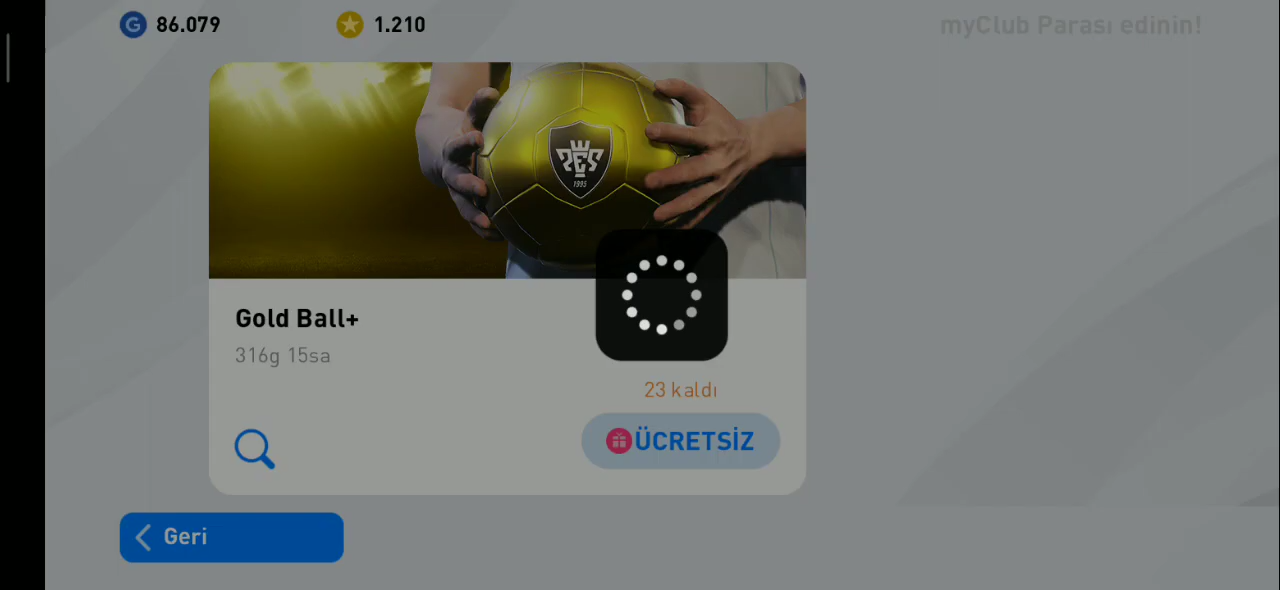 86.079
1.210
myClub Parası edinin!
PES
1995
Gold Ball+
316g 15sa
23 kaldı
ÜCRETSİZ
Geri